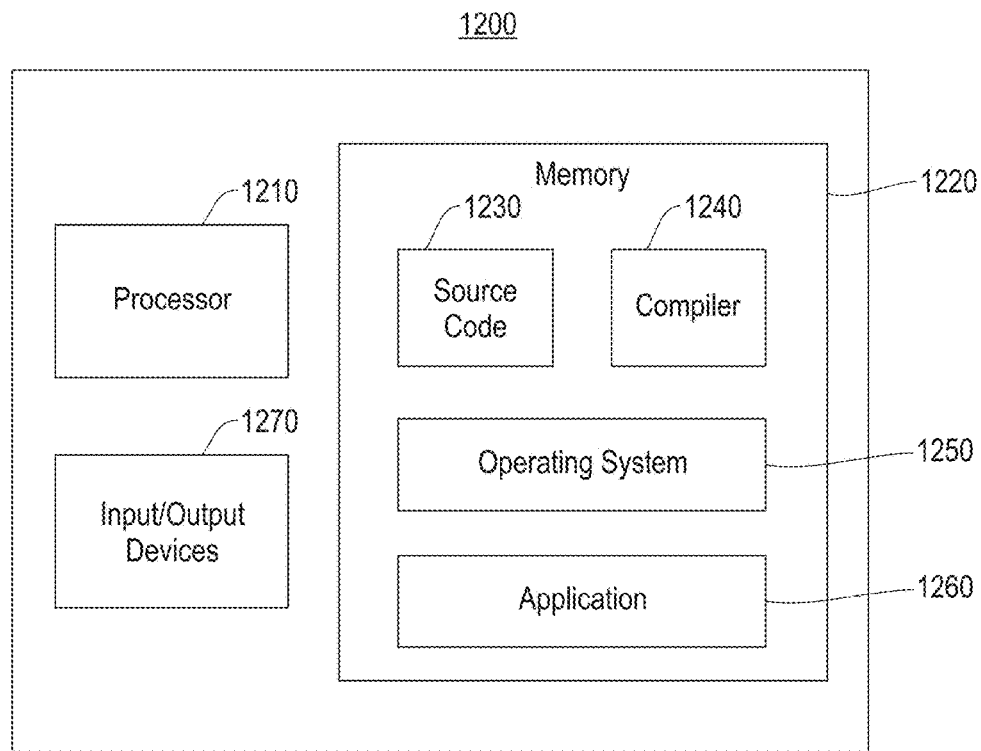 1200
Memory
1210
1220
1230
1240
Processor
Source
Code
Compiler
1270
Operating System
1250
Input/Output
Devices
Application
1260